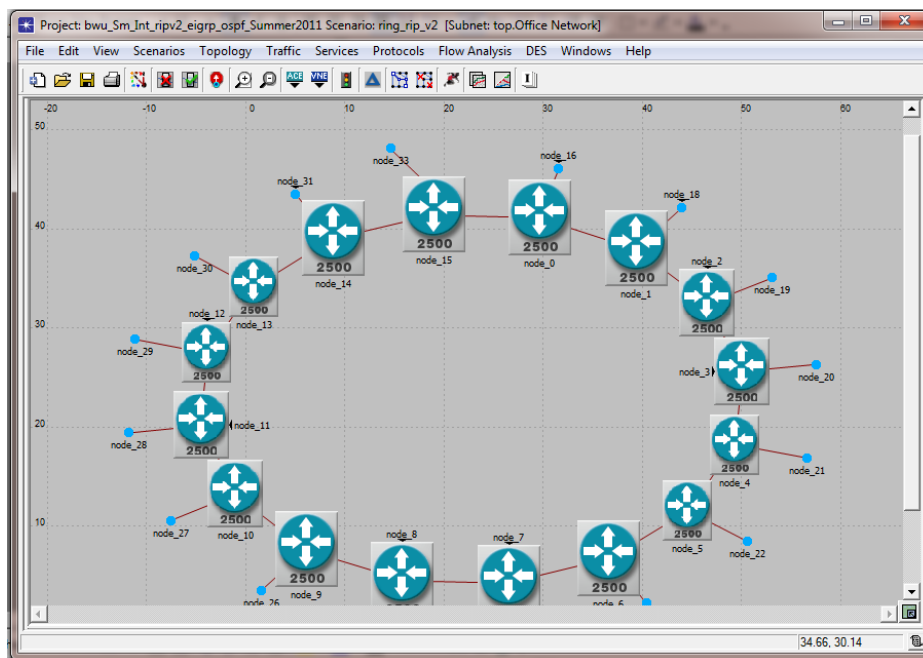 Project: bwu_Sm_Int_ripv2_eigrp_ospf_Summer2011 Scenario: ring_rip_v2 [Subnet: top.Office Network]
File Edit View Scenarios Topology Traffic Services Protocols Flow Analysis DES Windows Help
ACE VNE
-20 -10 0 10 20 30 40 50 60
50
node_33 node_16
node_31 node_18
40
2500 2500 2500 2500
node_14 node_15 node_0 node_1
node_30 node_2
node_19
2500
node_13
2500
30
node_12
node_29
2500
node_3
2500
node_20
20
node_11
2500
node_28
2500
node_4
node_21
2500
node_10
node_27
10
2500
node_5
node_22
node_8 node_7
2500
node_9
2500 2500
node_26
node_6
34.66, 30.14